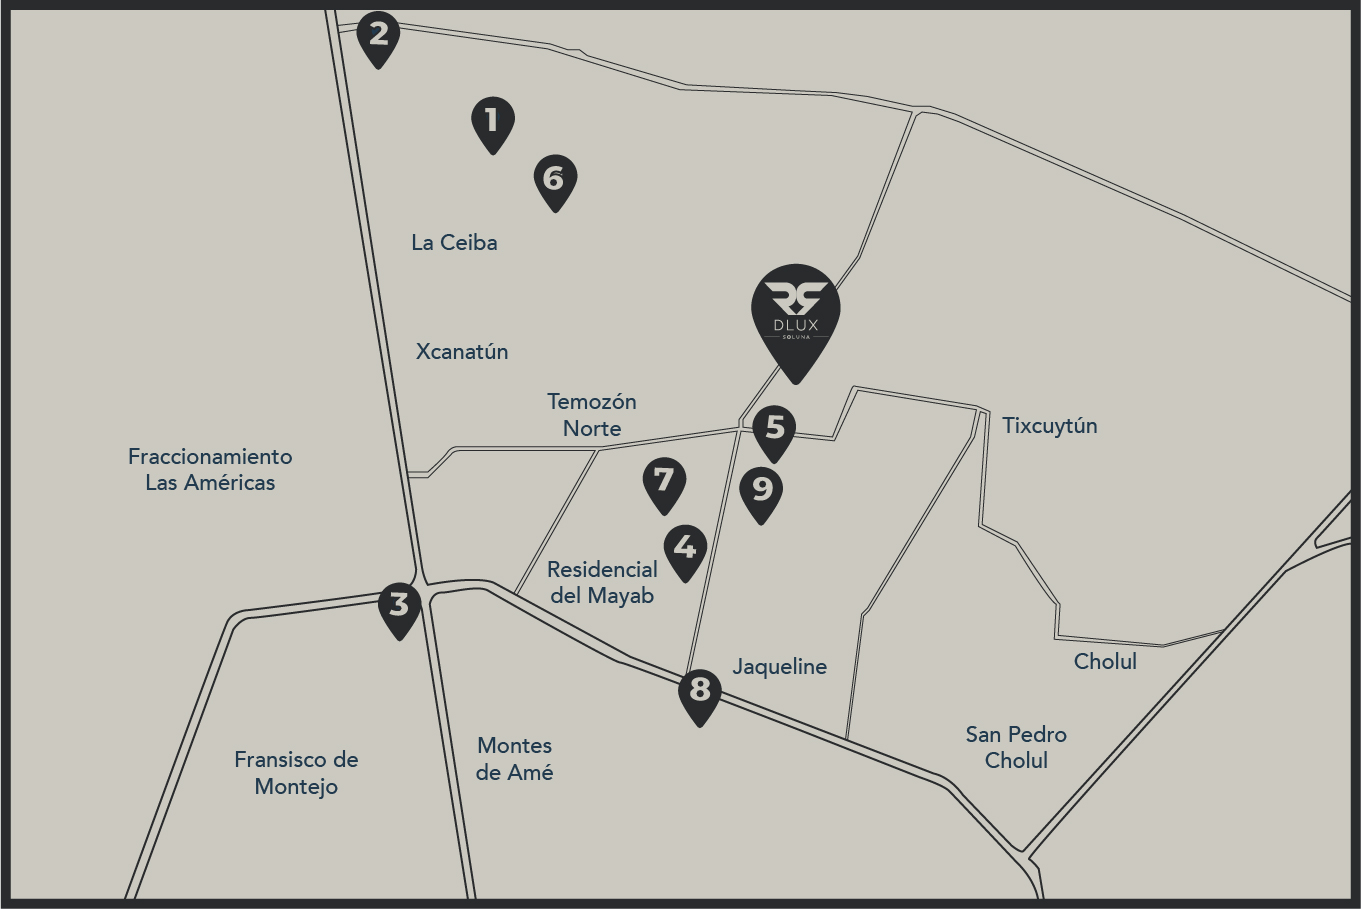 2
1
6
La Ceiba
DLUX
SOLUNA
Xcanatún
Temozón
Norte
5
Tixcuytún
Fraccionamiento
Las Américas
7
9
4
Residencial
del Mayab
3
Jaqueline
Cholul
8
San Pedro
Cholul
Fransisco de
Montejo
Montes
de Amé